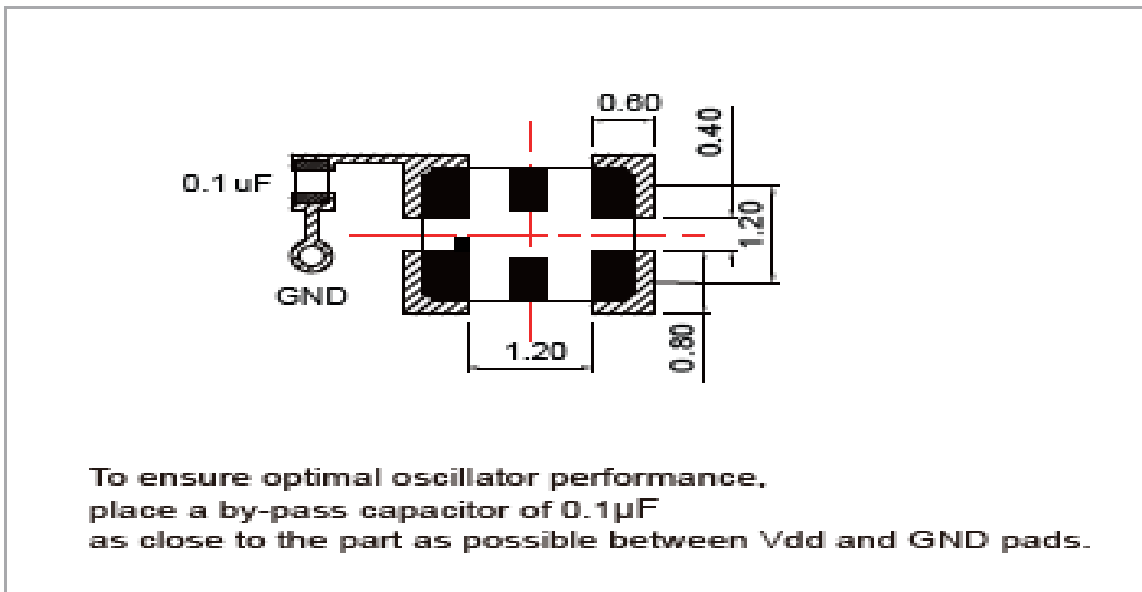 0.60
0.40
0.1 uF
1.20
GND
1.20
0.80
To ensure optimal oscillator performance,
place a by-pass capacitor of 0.1µF
as close to the part as possible between Vdd and GND pads.